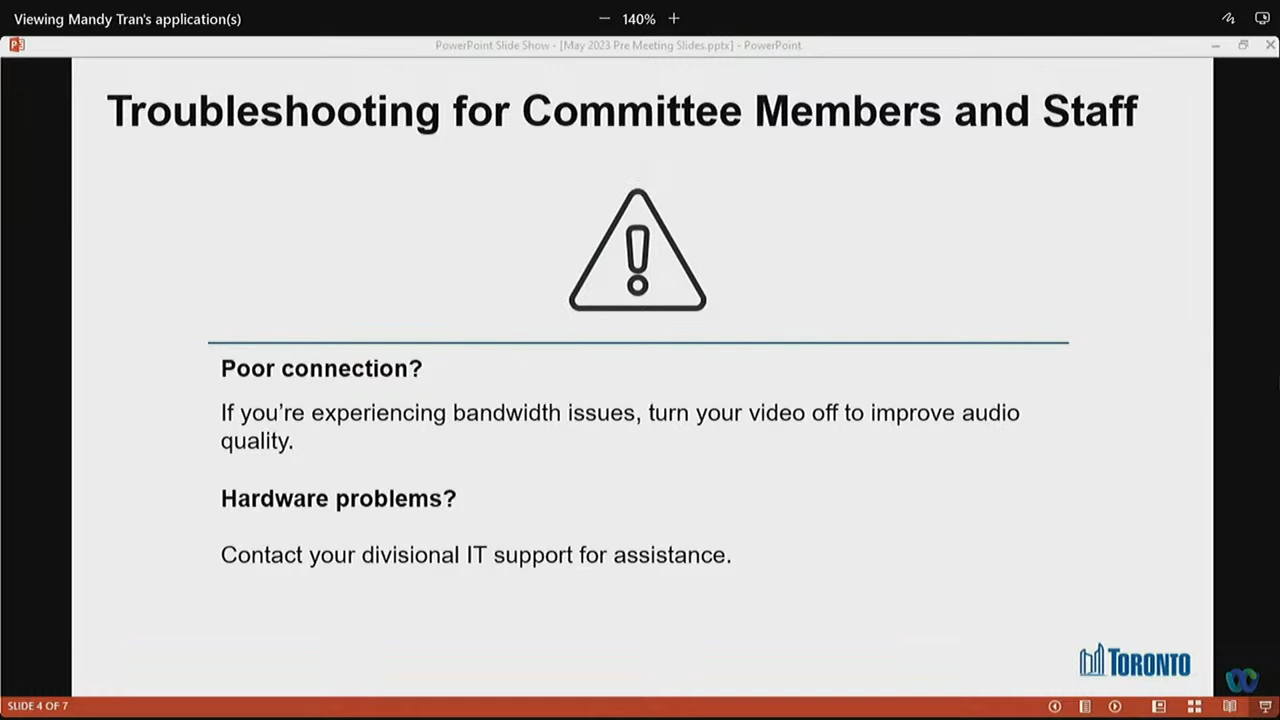 Viewing Mandy Tran's application(s)
140%
PowerPoint Slide Show - [May 2023 Pre Meeting Slides.pptx] - PowerPoint
Troubleshooting for Committee Members and Staff
Poor connection?
If you’re experiencing bandwidth issues, turn your video off to improve audio
quality.
Hardware problems?
Contact your divisional IT support for assistance.
TORONTO
SLIDE 4 OF 7